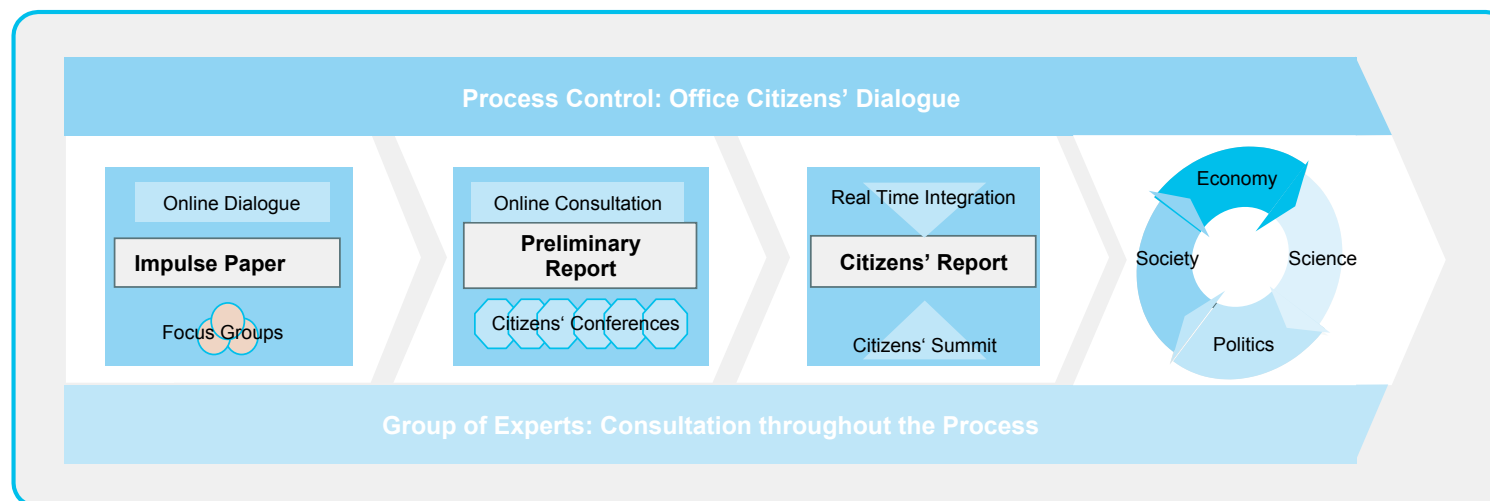 Process Control: Office Citizens’ Dialogue
Online Dialogue
Impulse Paper
Focus Groups
Online Consultation
Preliminary
Report
Citizens‘ Conferences
Real Time Integration
Citizens’ Report
Citizens‘ Summit
Economy
Society
Science
Politics
Group of Experts: Consultation throughout the Process